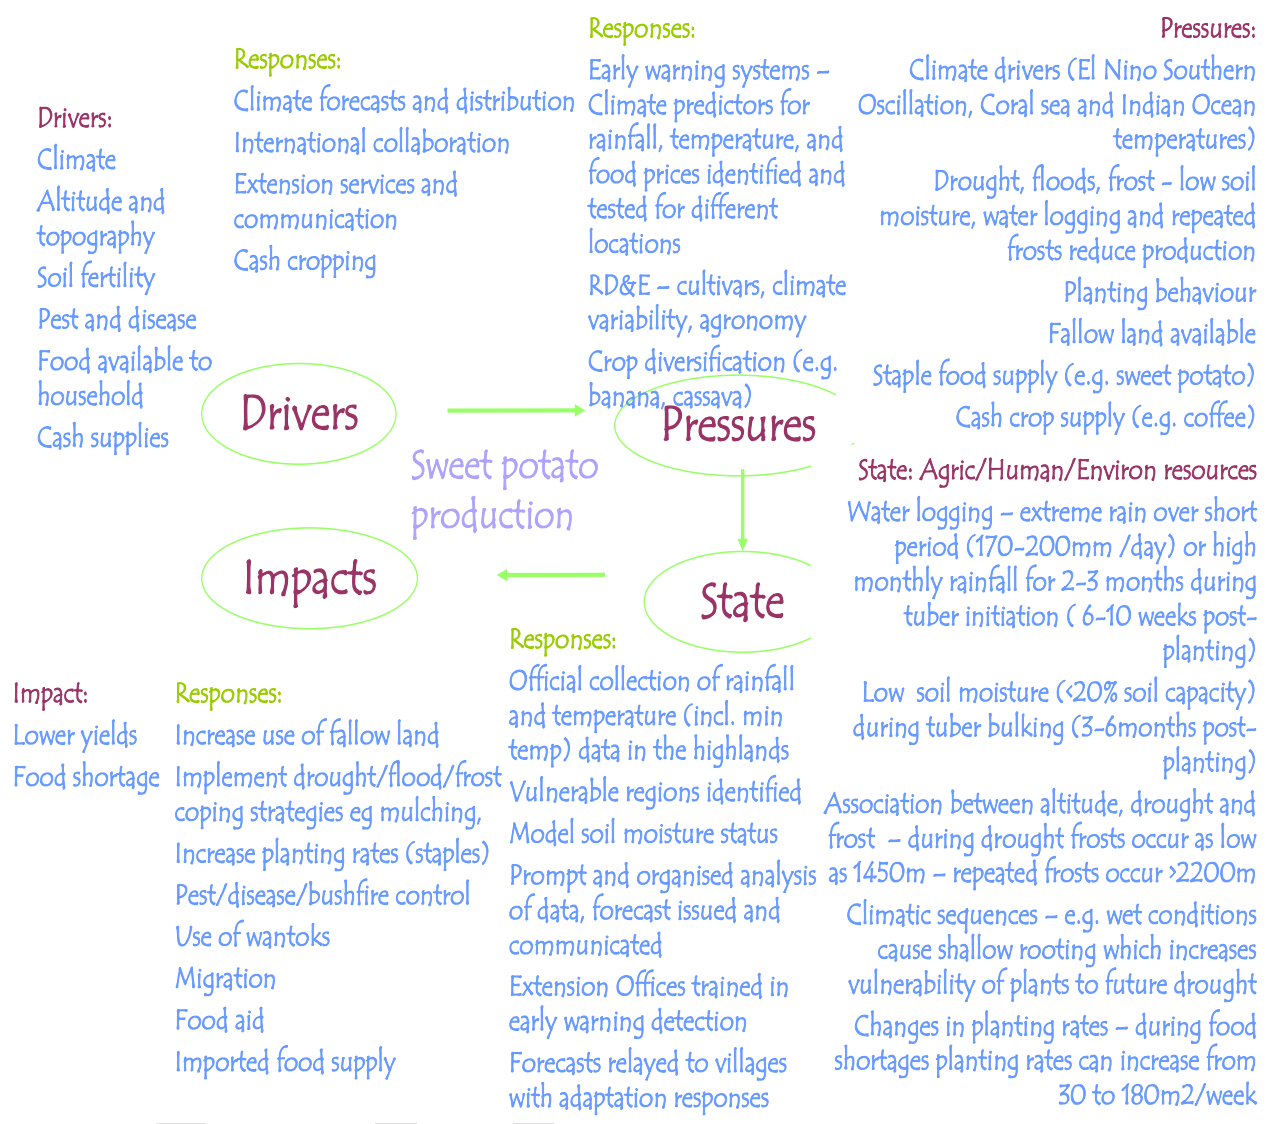 Drivers:
Climate
Altitude and
topography
Soil fertility
Pest and disease
Food available to
household
Cash supplies
Responses:
Climate forecasts and distribution
International collaboration
Extension services and
communication
Cash cropping
Responses:
Early warning systems –
Climate predictors for
rainfall, temperature, and
food prices identified and
tested for different
locations
RD&E – cultivars, climate
variability, agronomy
Crop diversification (e.g.
banana, cassava)
Pressures:
Climate drivers (El Nino Southern
Oscillation, Coral sea and Indian Ocean
temperatures)
Drought, floods, frost - low soil
moisture, water logging and repeated
frosts reduce production
Planting behaviour
Fallow land available
Staple food supply (e.g. sweet potato)
Cash crop supply (e.g. coffee)
Drivers
Pressures
Sweet potato
production
Impacts
State
State: Agric/Human/Environ resources
Water logging – extreme rain over short
period (170-200mm /day) or high
monthly rainfall for 2-3 months during
tuber initiation ( 6-10 weeks post-
planting)
Low  soil moisture (<20% soil capacity)
during tuber bulking (3-6months post-
planting)
Association between altitude, drought and
frost  – during drought frosts occur as low
as 1450m – repeated frosts occur >2200m
Climatic sequences – e.g. wet conditions
cause shallow rooting which increases
vulnerability of plants to future drought
Changes in planting rates – during food
shortages planting rates can increase from
30 to 180m2/week
Impact:
Lower yields
Food shortage
Responses:
Increase use of fallow land
Implement drought/flood/frost
coping strategies eg mulching,
Increase planting rates (staples)
Pest/disease/bushfire control
Use of wantoks
Migration
Food aid
Imported food supply
Responses:
Official collection of rainfall
and temperature (incl. min
temp) data in the highlands
Vulnerable regions identified
Model soil moisture status
Prompt and organised analysis
of data, forecast issued and
communicated
Extension Offices trained in
early warning detection
Forecasts relayed to villages
with adaptation responses